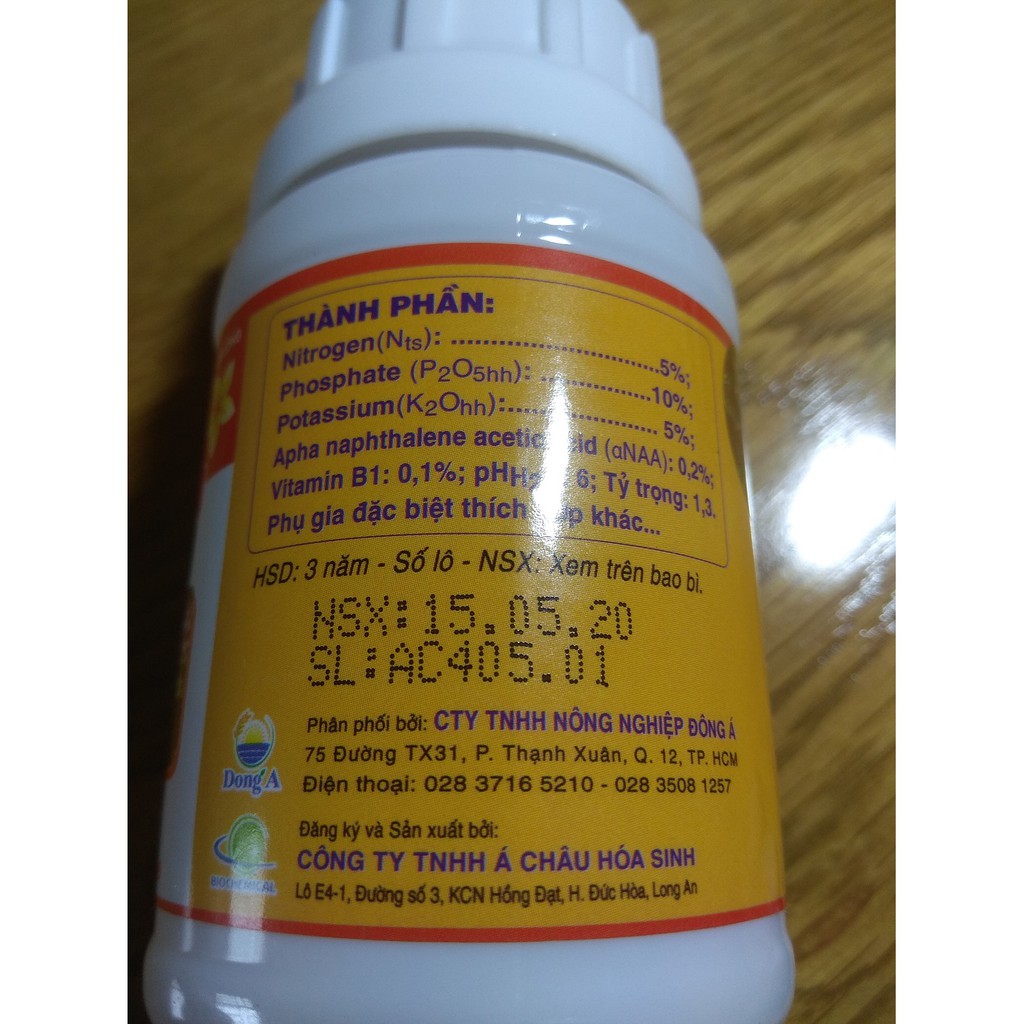 THÀNH PHẦN:
Nitrogen(Nts): ................................5%;
Phosphate (P2O5hh): .................10%;
Potassium(K2Ohh):....................... 5%;
Apha naphthalene acetic (αNAA): 0,2%;
Vitamin B1: 0,1%; 6; Tỷ trọng: 1,3.
Phụ gia đặc biệt thích khác...
HSD: 3 năm - Số lô - NSX: Xem trên bao bì.
NSX:15.05.20
SL:AC405.01
Phân phối bởi: CTY TNHH NÔNG NGHIỆP ĐÔNG Á
75 Đường TX31, P. Thạnh Xuân, Q. 12, TP. HCM
Dong A
Điện thoại: 028 3716 5210 - 028 3508 1257
Đăng ký và Sản xuất bởi:
CÔNG TY TNHH Á CHÂU HÓA SINH
BIOCHEMICAL
Lô E4-1, Đường số 3, KCN Hồng Đạt, H. Đức Hòa, Long An